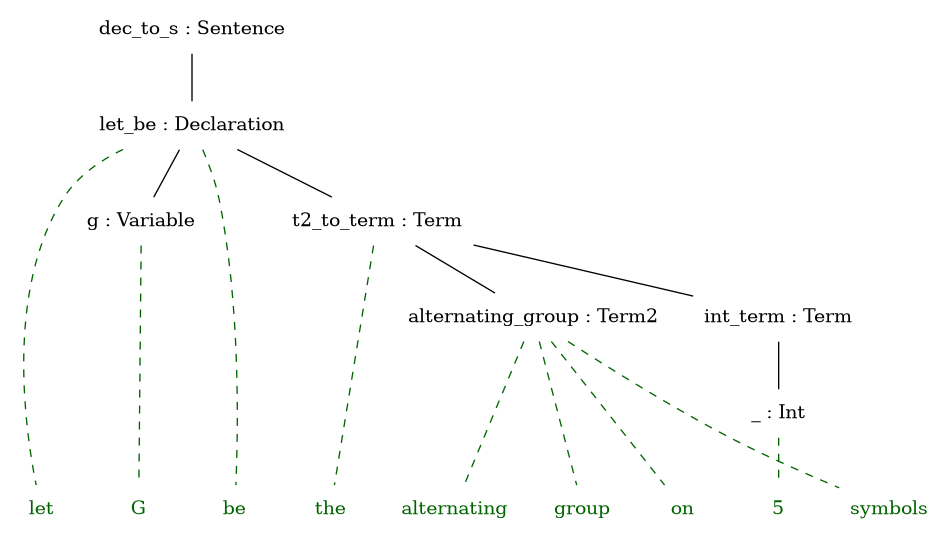 dec_to_s : Sentence
let_be : Declaration
g : Variable t2_to_term : Term
alternating_group : Term2 int_term : Term
_ : Int
let G be the alternating group on 5 symbols